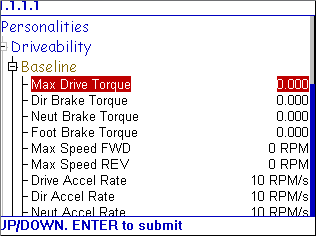 .1.1.1
Personalities
Driveability
Baseline
Max Drive Torque 0.000
Dir Brake Torque 0.000
Neut Brake Torque 0.000
Foot Brake Torque 0.000
Max Speed FWD 0 RPM
Max Speed REV 0 RPM
Drive Accel Rate 10 RPM/s
Dir Accel Rate 10 RPM/s
Neut Accel Rate 10 RPM/s
UP/DOWN. ENTER to submit